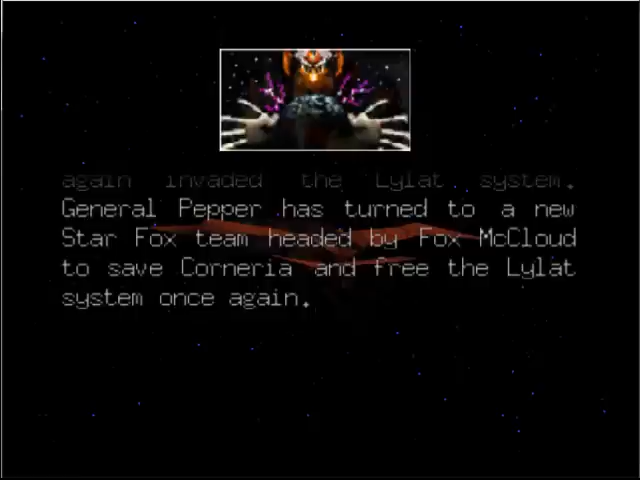 again invaded the Lylat system.
General Pepper has turned to a new
Star Fox team headed by Fox McCloud
to save Corneria and free the Lylat
system once again.